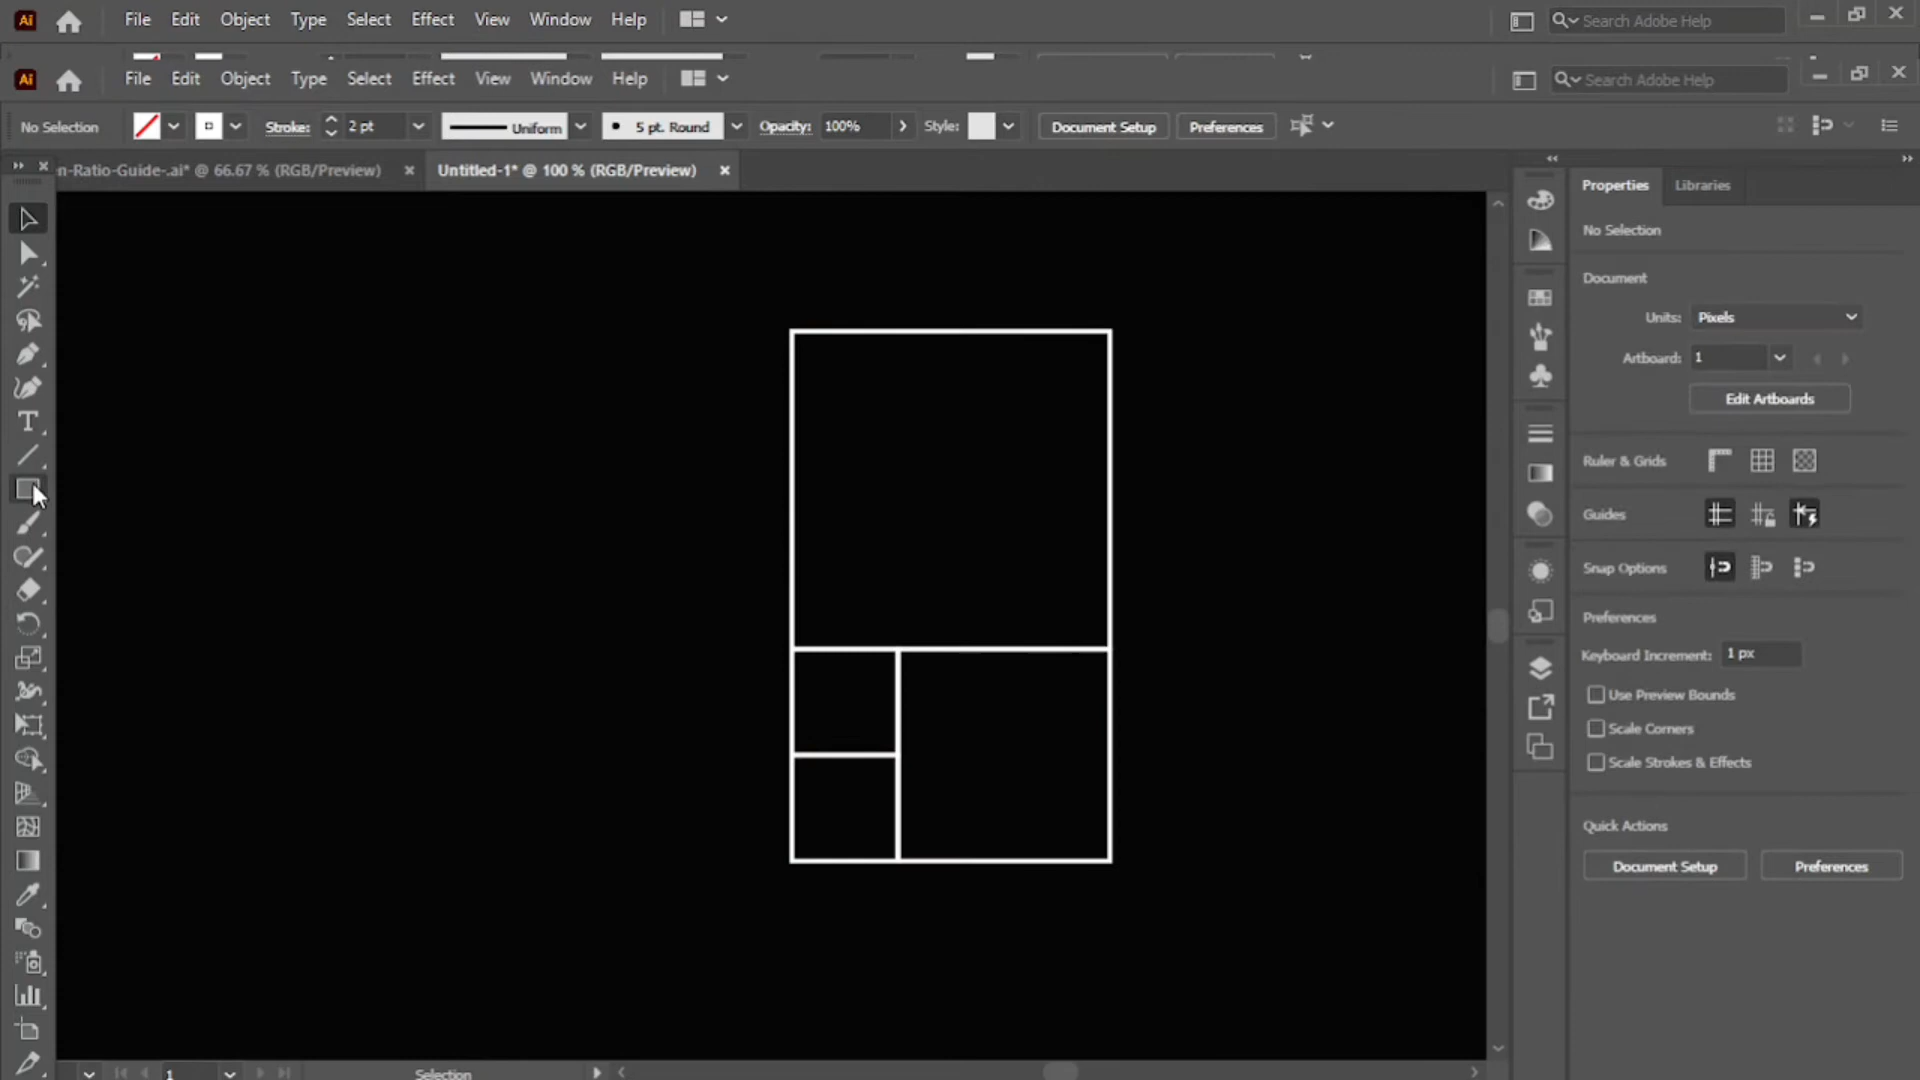 Ai File Edit Object Type Select Effect View Window Help Search Adobe Help
Ai File Edit Object Type Select Effect View Window Help Search Adobe Help
No Selection Stroke: 2 pt Uniform 5 pt. Round Opacity: 100% Style: Document Setup Preferences
n-Ratio-Guide-.ai* @ 66.67 % (RGB/Preview) Untitled-1* @ 100 % (RGB/Preview)
Properties Libraries
No Selection
Document
Units: Pixels
Artboard: 1
Edit Artboards
Ruler & Grids
Guides
Snap Options
Preferences
Keyboard Increment: 1 px
Use Preview Bounds
Scale Corners
Scale Strokes & Effects
Quick Actions
Document Setup Preferences
1 Selection